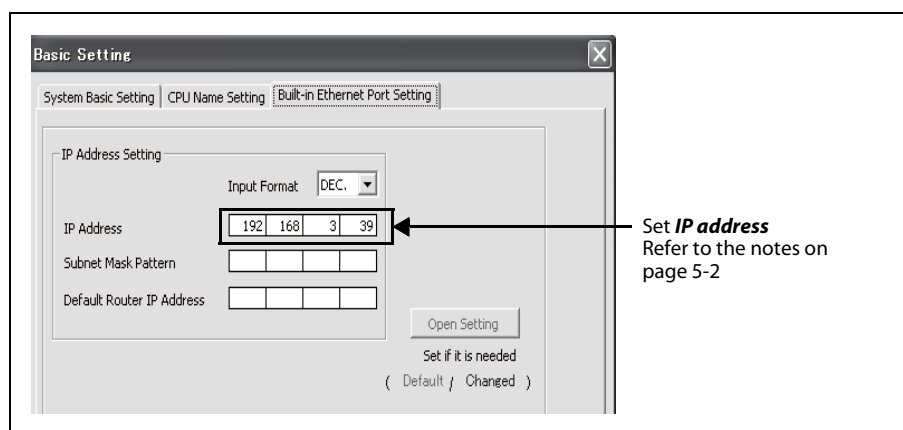 Basic Setting
System Basic Setting CPU Name Setting Built-in Ethernet Port Setting
IP Address Setting
Input Format DEC.
IP Address 192 168 3 39
Set IP address
Refer to the notes on
page 5-2
Subnet Mask Pattern
Default Router IP Address
Open Setting
Set if it is needed
( Default / Changed )